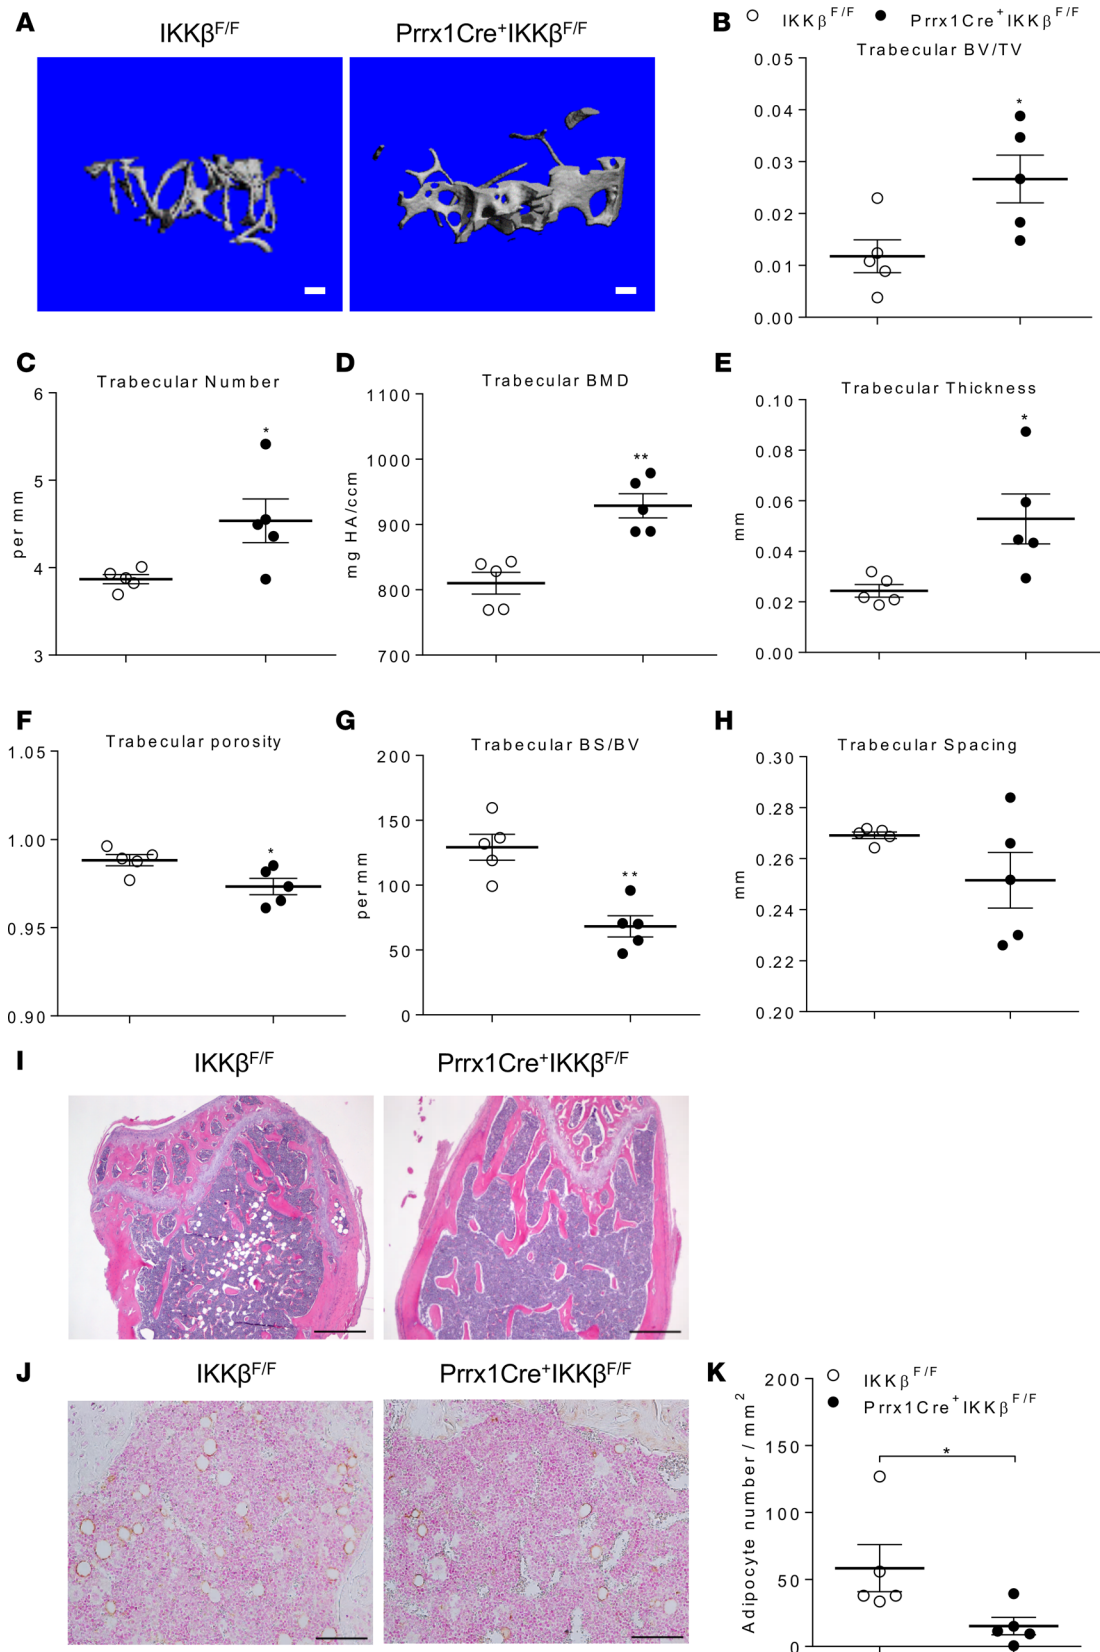 A
IKKβF/F
Prrx1Cre+IKKβF/F
B
IKKβF/F
Prrx1Cre+IKKβF/F
Trabecular BV/TV
0.05
0.04
0.03
0.02
0.01
0.00
*
C
Trabecular Number
per mm
6
5
4
3
*
D
Trabecular BMD
mg HA/ccm
1100
1000
900
800
700
**
E
Trabecular Thickness
mm
0.10
0.08
0.06
0.04
0.02
0.00
*
F
Trabecular porosity
1.05
1.00
0.95
0.90
*
G
Trabecular BS/BV
per mm
200
150
100
50
0
**
H
Trabecular Spacing
mm
0.30
0.28
0.26
0.24
0.22
0.20
I
IKKβF/F
Prrx1Cre+IKKβF/F
J
IKKβF/F
Prrx1Cre+IKKβF/F
K
IKKβF/F
Prrx1Cre+IKKβF/F
Adipocyte number / mm2
200
150
100
50
0
*